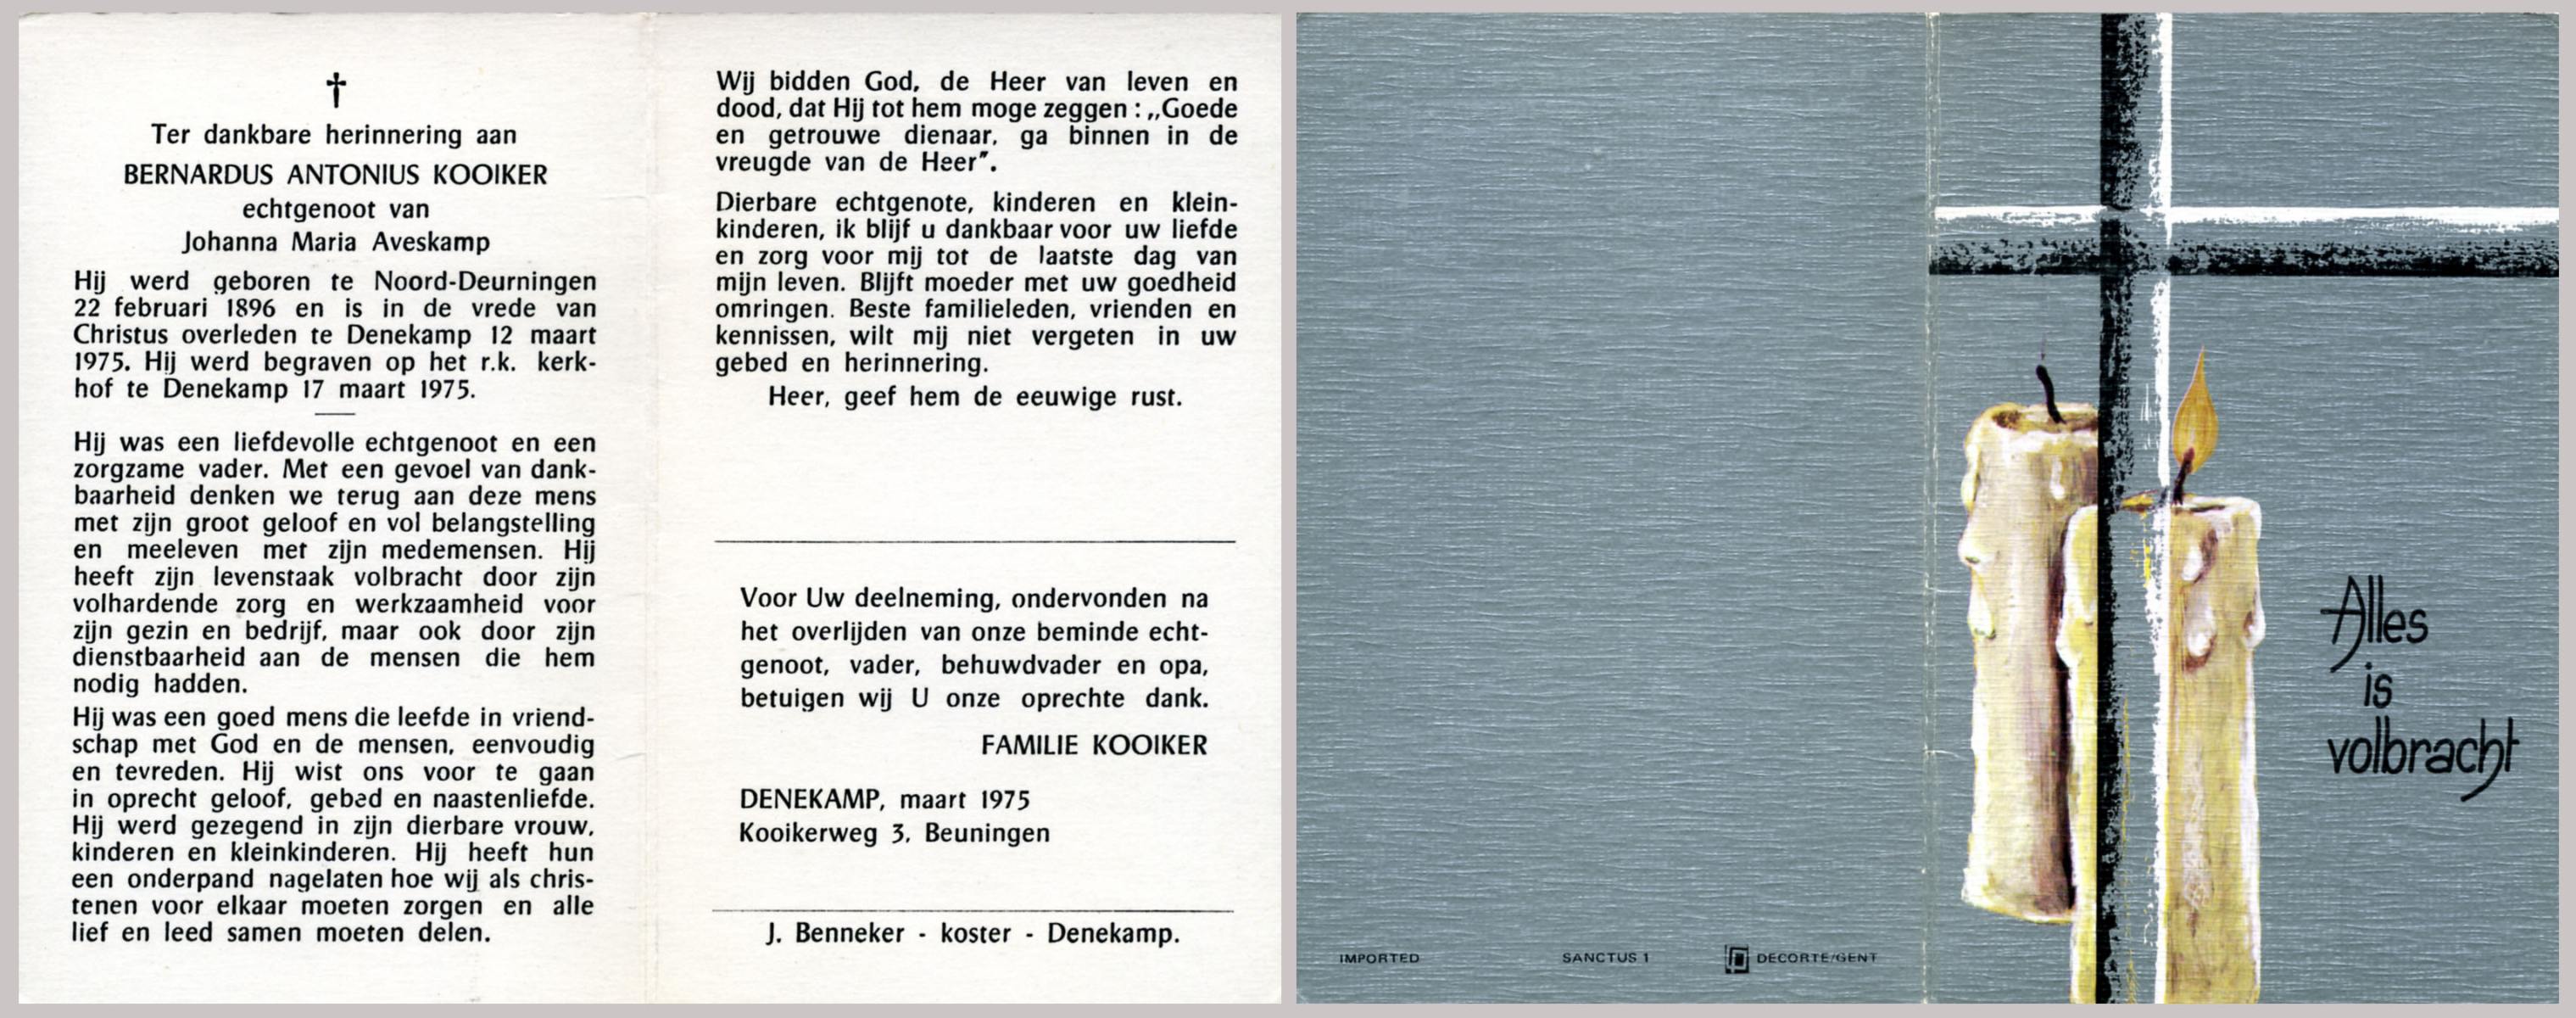 Ter dankbare herinnering aan
BERNARDUS ANTONIUS KOOIKER
echtgenoot van
Johanna Maria Aveskamp
Hij werd geboren te Noord-Deurningen
22 februari 1896 en is in de vrede van
Christus overleden te Denekamp 12 maart
1975. Hij werd begraven op het r.k. kerk-
hof te Denekamp 17 maart 1975.
Hij was een liefdevolle echtgenoot en een
zorgzame vader. Met een gevoel van dank-
baarheid denken we terug aan deze mens
met zijn groot geloof en vol belangstelling
en meeleven met zijn medemensen. Hij
heeft zijn levenstaak volbracht door zijn
volhardende zorg en werkzaamheid voor
zijn gezin en bedrijf, maar ook door zijn
dienstbaarheid aan de mensen die hem
nodig hadden.
Hij was een goed mens die leefde in vriend-
schap met God en de mensen, eenvoudig
en tevreden. Hij wist ons voor te gaan
in oprecht geloof, gebed en naastenliefde.
Hij werd gezegend in zijn dierbare vrouw,
kinderen en kleinkinderen. Hij heeft hun
een onderpand nagelaten hoe wij als chris-
tenen voor elkaar moeten zorgen en alle
lief en leed samen moeten delen.
Wij bidden God, de Heer van leven en
dood, dat Hij tot hem moge zeggen : „Goede
en getrouwe dienaar, ga binnen in de
vreugde van de Heer”.
Dierbare echtgenote, kinderen en klein-
kinderen, ik blijf u dankbaar voor uw liefde
en zorg voor mij tot de laatste dag van
mijn leven. Blijft moeder met uw goedheid
omringen. Beste familieleden, vrienden en
kennissen, wilt mij niet vergeten in uw
gebed en herinnering.
Heer, geef hem de eeuwige rust.
Voor Uw deelneming, ondervonden na
het overlijden van onze beminde echt-
genoot, vader, behuwdvader en opa,
betuigen wij U onze oprechte dank.
FAMILIE KOOIKER
DENEKAMP, maart 1975
Kooikerweg 3, Beuningen
J. Benneker - koster - Denekamp.
Alles
is
volbracht
IMPORTED SANCTUS 1 DECORTE/GENT